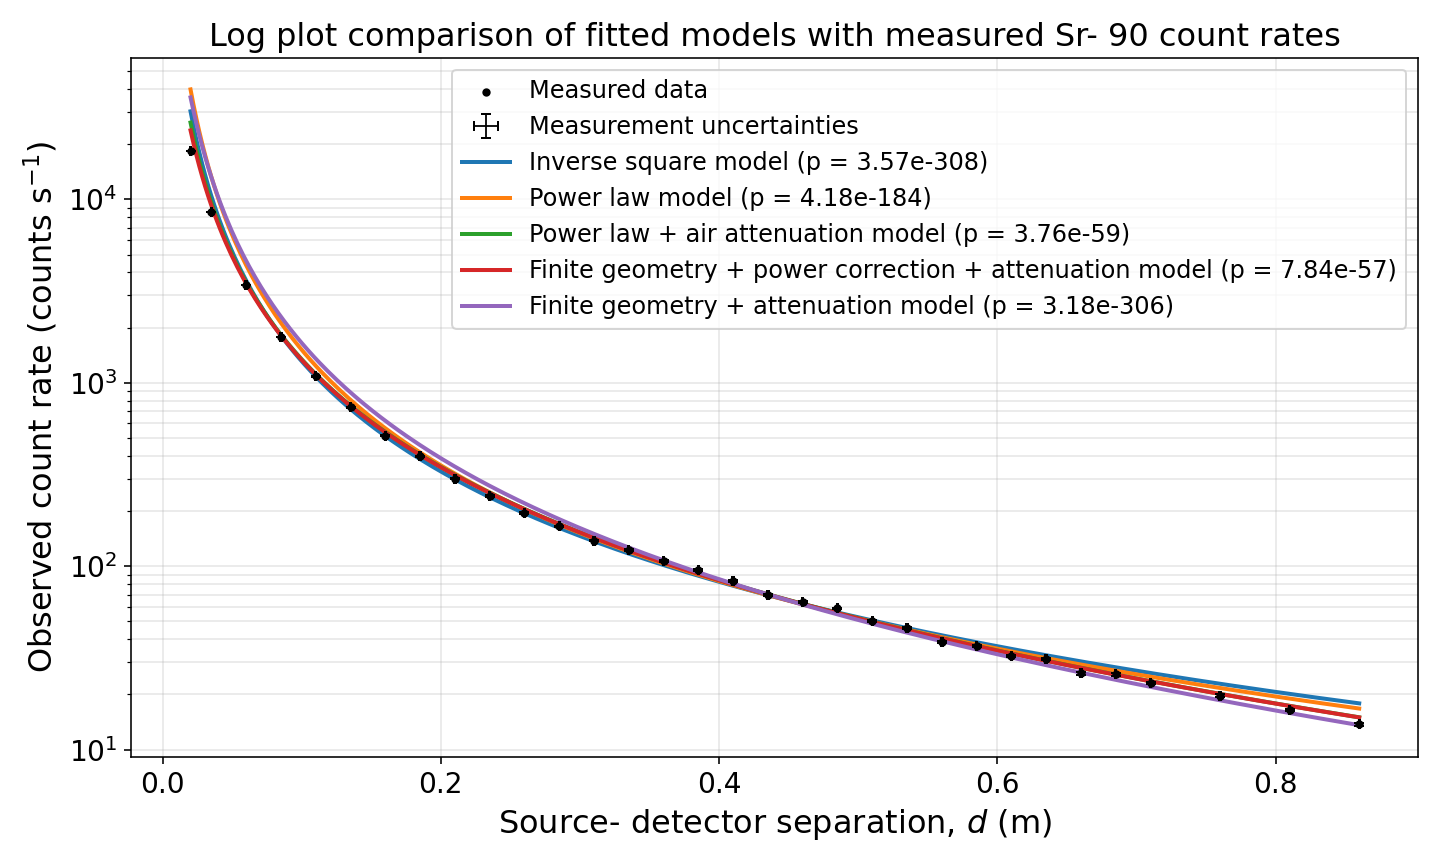 Log plot comparison of fitted models with measured Sr- 90 count rates
Measured data
Measurement uncertainties
Inverse square model (p = 3.57e-308)
Power law model (p = 4.18e-184)
Power law + air attenuation model (p = 3.76e-59)
Finite geometry + power correction + attenuation model (p = 7.84e-57)
Finite geometry + attenuation model (p = 3.18e-306)
Observed count rate (counts s⁻¹)
10⁴
10³
10²
10¹
0.0 0.2 0.4 0.6 0.8
Source- detector separation, d (m)